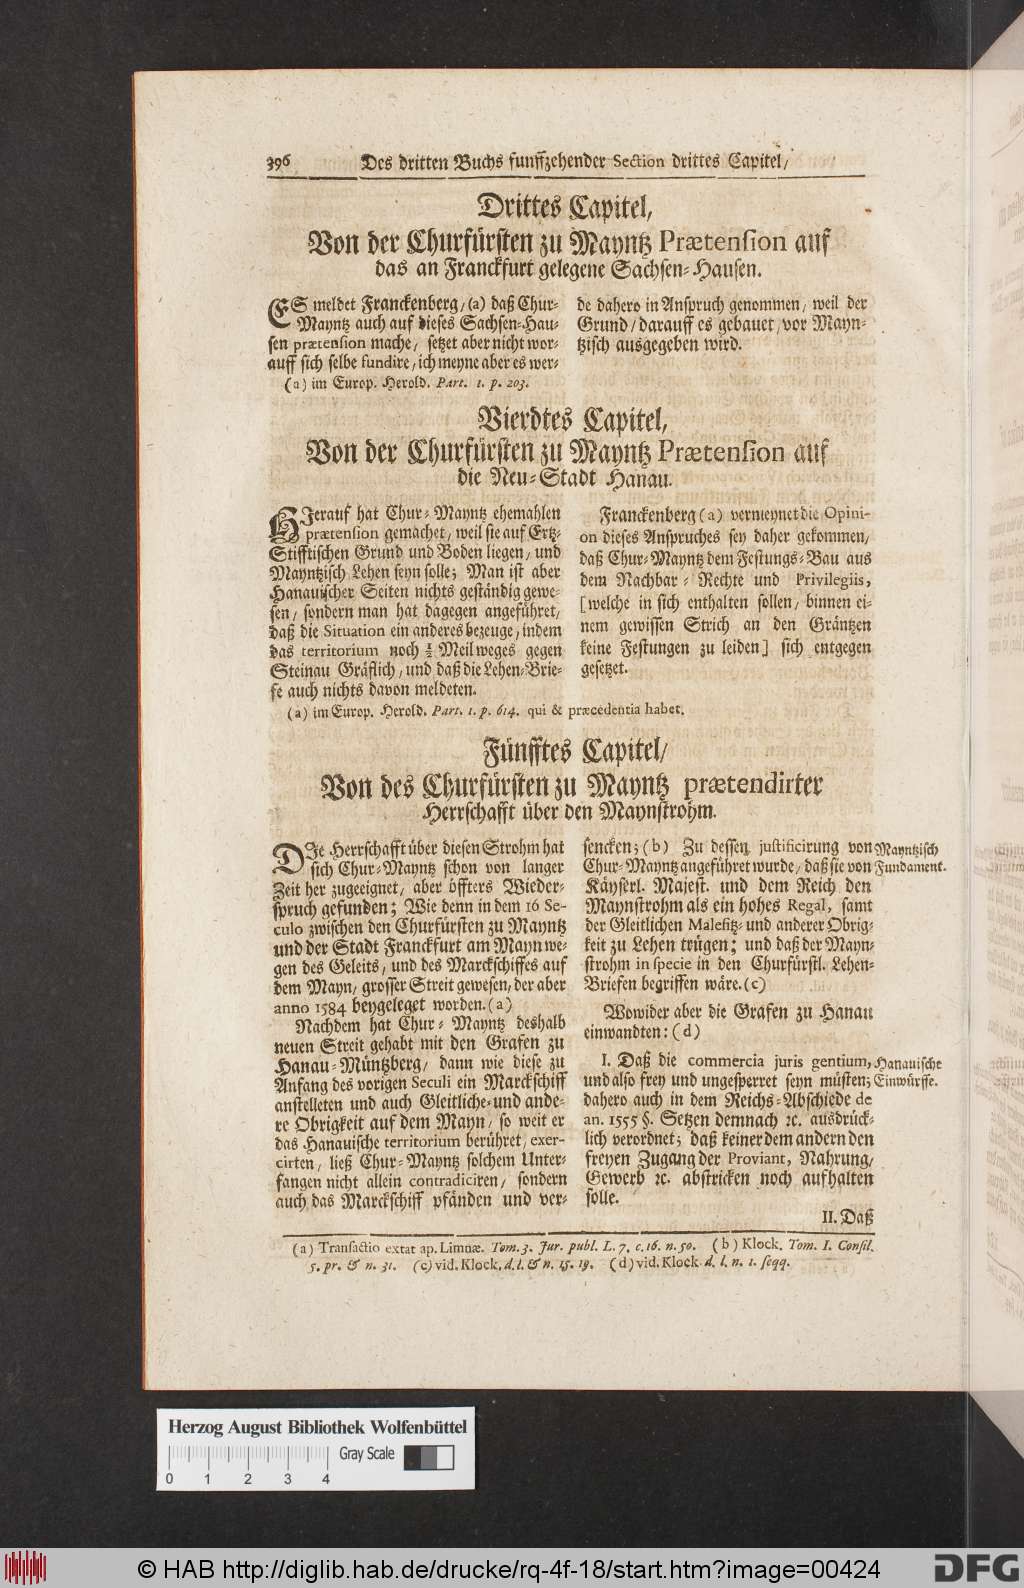 396 Des dritten Buchs funffzehender Section drittes Capitel/
Drittes Capitel,
Von der Churfürsten zu Mayntz Prætension auf
das an Franckfurt gelegene Sachsen-Hausen.
ES meldet Franckenberg/(a) daß Chur-
Mayntz auch auf dieses Sachsen-Hau-
sen prætension mache/ setzet aber nicht wor-
auff sich selbe fundire/ich meyne aber es wer-
de dahero in Anspruch genommen/ weil der
Grund/darauff es gebauet/vor Mayn-
tzisch ausgegeben wird.
(a) im Europ. Herold. Part. 1. p. 203.
Vierdtes Capitel,
Von der Churfürsten zu Mayntz Prætension auf
die Neu-Stadt Hanau.
HJerauf hat Chur-Mayntz ehemahlen
prætension gemachet/ weil sie auf Ertz-
Stifftischen Grund und Boden liegen/ und
Mayntzisch Lehen seyn solle; Man ist aber
Hanauischer Seiten nichts geständig gewe-
sen/ sondern man hat dagegen angeführet/
daß die Situation ein anderes bezeuge/indem
das territorium noch ½ Meilweges gegen
Steinau Gräflich/und daß die Lehen-Brie-
fe auch nichts davon meldeten.
Franckenberg (a) vermeynet die Opini-
on dieses Anspruches sey daher gekommen/
daß Chur-Mayntz dem Festungs-Bau aus
dem Nachbar-Rechte und Privilegiis,
[welche in sich enthalten sollen/ binnen ei-
nem gewissen Strich an den Gräntzen
keine Festungen zu leiden] sich entgegen
gesetzet.
(a) im Europ. Herold. Part. 1. p. 614. qui & præcedentia habet.
Fünfftes Capitel/
Von des Churfürsten zu Mayntz prætendirter
Herrschafft über den Maynstrohm.
DJe Herrschafft über diesen Strohm hat
sich Chur-Mayntz schon von langer
Zeit her zugeeignet/ aber öffters Wieder-
spruch gefunden; Wie denn in dem 16 Se-
culo zwischen den Churfürsten zu Mayntz
und der Stadt Franckfurt am Mayn we-
gen des Geleits/ und des Marckschiffes auf
dem Mayn/ grosser Streit gewesen/der aber
anno 1584 beygeleget worden.(a)
Nachdem hat Chur-Mayntz deshalb
neuen Streit gehabt mit den Grafen zu
Hanau-Müntzberg/ dann wie diese zu
Anfang des vorigen Seculi ein Marckschiff
anstelleten und auch Gleitliche-und ande-
re Obrigkeit auf dem Mayn/ so weit er
das Hanauische territorium berühret, exer-
cirten, ließ Chur-Mayntz solchem Unter-
fangen nicht allein contradiciren, sondern
auch das Marckschiff pfänden und ver-
sencken;(b) Zu dessen justificirung von
Chur-Mayntz angeführet wurde/ daß sie von
Käyserl. Majest. und dem Reich den
Maynstrohm als ein hohes Regal, samt
der Gleitlichen Malefitz-und anderer Obrig-
keit zu Lehen trügen; und daß der Mayn-
strohm in specie in den Churfürstl. Lehen-
Briefen begriffen wäre.(c)
Mayntzisch
Fundament.
Wowider aber die Grafen zu Hanau
einwandten:(d)
I. Daß die commercia juris gentium,
und also frey und ungesperret seyn müsten;
dahero auch in dem Reichs-Abschiede de
an. 1555 §. Setzen demnach ꝛc. ausdrück-
lich verordnet; daß keiner dem andern den
freyen Zugang der Proviant, Nahrung/
Gewerb ꝛc. abstricken noch aufhalten
solle.
Hanauische
Einwürffe.
II. Daß
(a) Transactio extat ap. Limnæ. Tom. 3. Jur. publ. L. 7. c. 16. n. 50. (b) Klock. Tom. I. Consil.
5. pr. & n. 31. (c) vid. Klock. d. l. & n. 15. 19. (d) vid. Klock d. l. n. 1. seqq.
Herzog August Bibliothek Wolfenbüttel
Gray Scale
0 1 2 3 4
© HAB http://diglib.hab.de/drucke/rq-4f-18/start.htm?image=00424
DFG